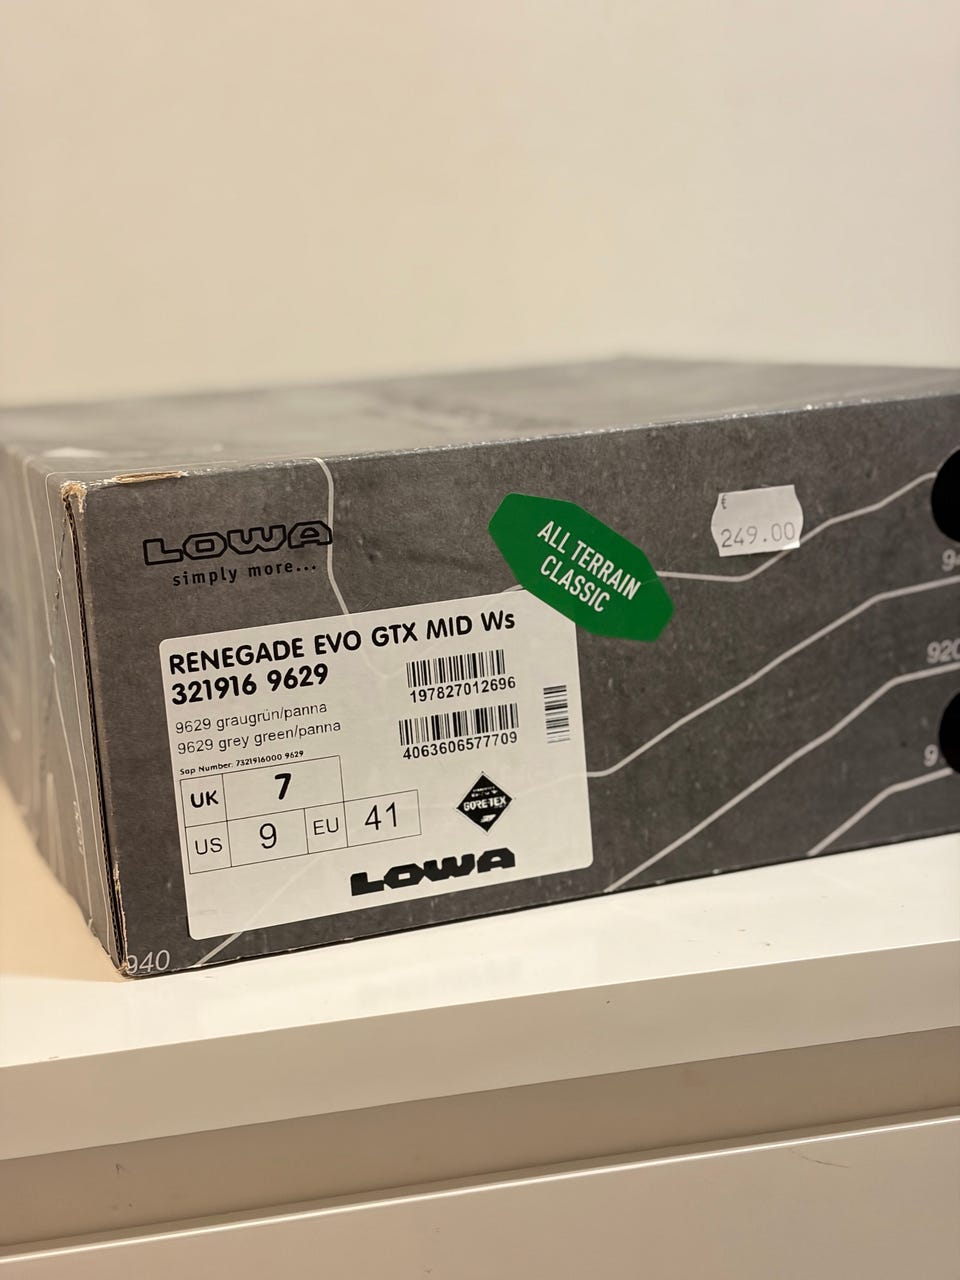 LOWA
simply more...
ALL TERRAIN
CLASSIC
€
249.00
RENEGADE EVO GTX MID Ws
321916 9629
9629 graugrün/panna
9629 grey green/panna
197827012696
4063606577709
Sap Number: 7321916000 9629
UK 7
US 9 EU 41
GORE-TEX
LOWA
940
920